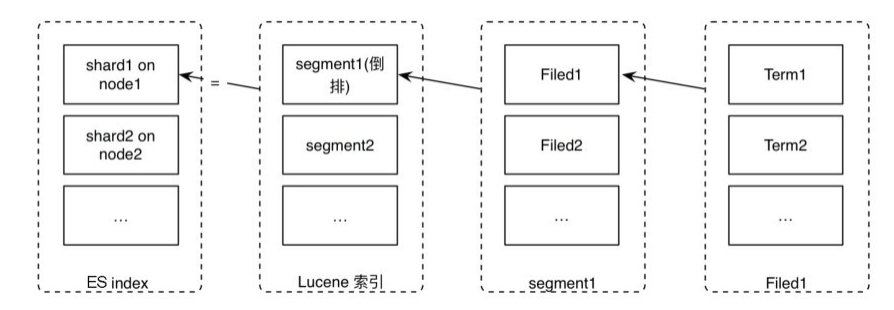 shard1 on
node1
shard2 on
node2
...
ES index
=
segment1(倒
排)
segment2
...
Lucene 索引
Filed1
Filed2
...
segment1
Term1
Term2
...
Filed1